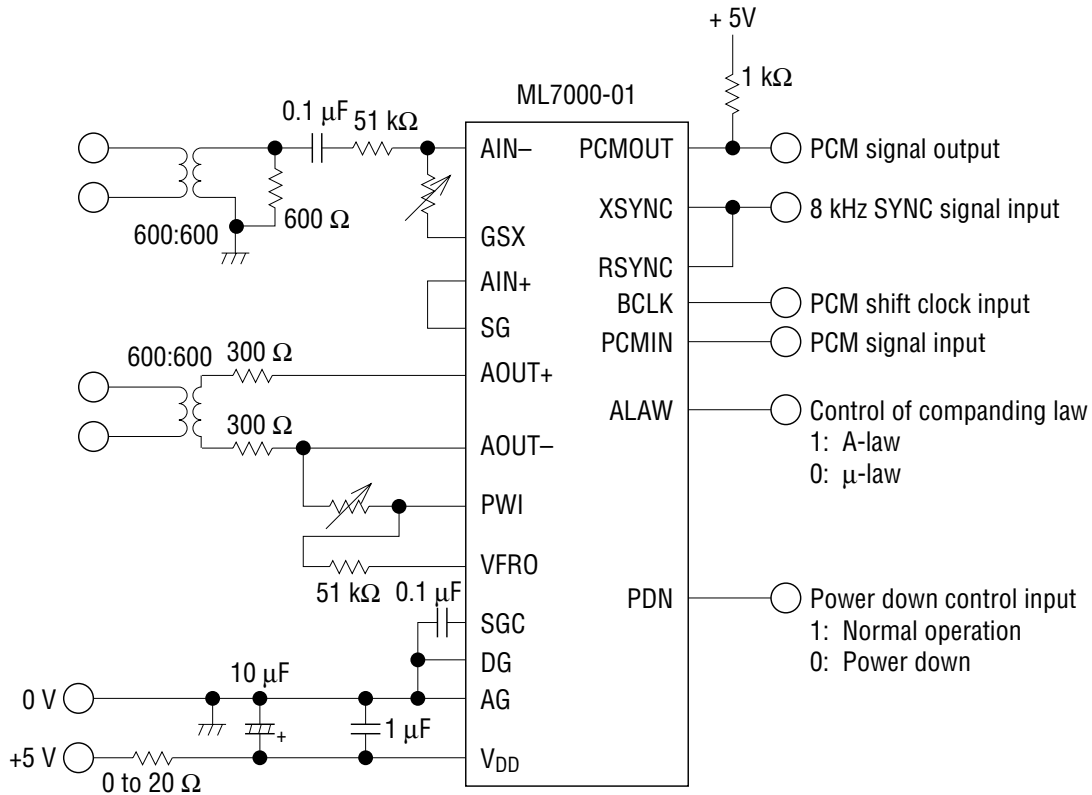 + 5V
1 kΩ
ML7000-01
0.1 μF
51 kΩ
AIN–
PCMOUT
PCM signal output
XSYNC
8 kHz SYNC signal input
600 Ω
600:600
GSX
RSYNC
AIN+
BCLK
PCM shift clock input
SG
PCMIN
PCM signal input
600:600
300 Ω
AOUT+
ALAW
Control of companding law
1: A-law
0: μ-law
300 Ω
AOUT–
PWI
VFRO
51 kΩ
0.1 μF
PDN
Power down control input
1: Normal operation
0: Power down
SGC
DG
10 μF
0 V
AG
1 μF
+
+5 V
VDD
0 to 20 Ω